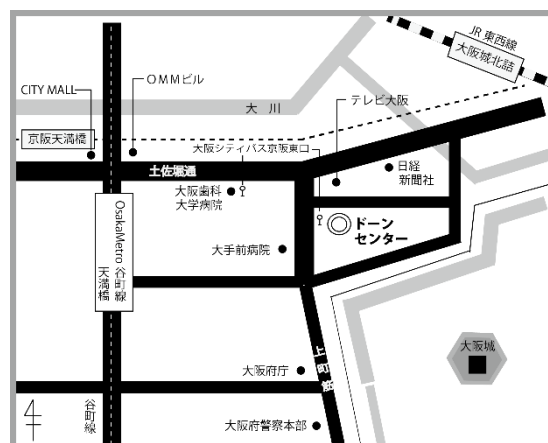 JR 東西線
大阪城北詰
CITY MALL
OMMビル
大 川
テレビ大阪
京阪天満橋
大阪シティバス京阪東口
土佐堀通
日経
新聞社
大阪歯科
大学病院
ドーン
センター
OsakaMetro 谷町線
天満橋
大手前病院
上町筋
大阪城
大阪府庁
谷町線
大阪府警察本部